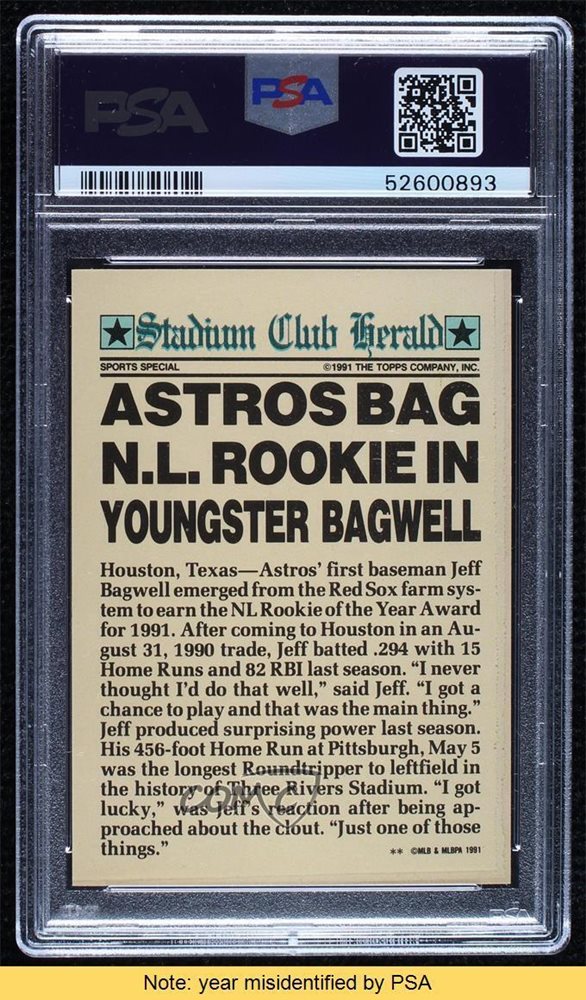 PSA
PSA
52600893
Stadium Club Herald
SPORTS SPECIAL ©1991 THE TOPPS COMPANY, INC.
ASTROS BAG
N.L. ROOKIE IN
YOUNGSTER BAGWELL
Houston, Texas—Astros’ first baseman Jeff
Bagwell emerged from the Red Sox farm sys-
tem to earn the NL Rookie of the Year Award
for 1991. After coming to Houston in an Au-
gust 31, 1990 trade, Jeff batted .294 with 15
Home Runs and 82 RBI last season. “I never
thought I’d do that well,” said Jeff. “I got a
chance to play and that was the main thing.”
Jeff produced surprising power last season.
His 456-foot Home Run at Pittsburgh, May 5
was the longest Roundtripper to leftfield in
the history of Three Rivers Stadium. “I got
lucky,” was Jeff’s reaction after being ap-
proached about the clout. “Just one of those
things.”
** ©MLB & MLBPA 1991
COMC
PSA
Note: year misidentified by PSA